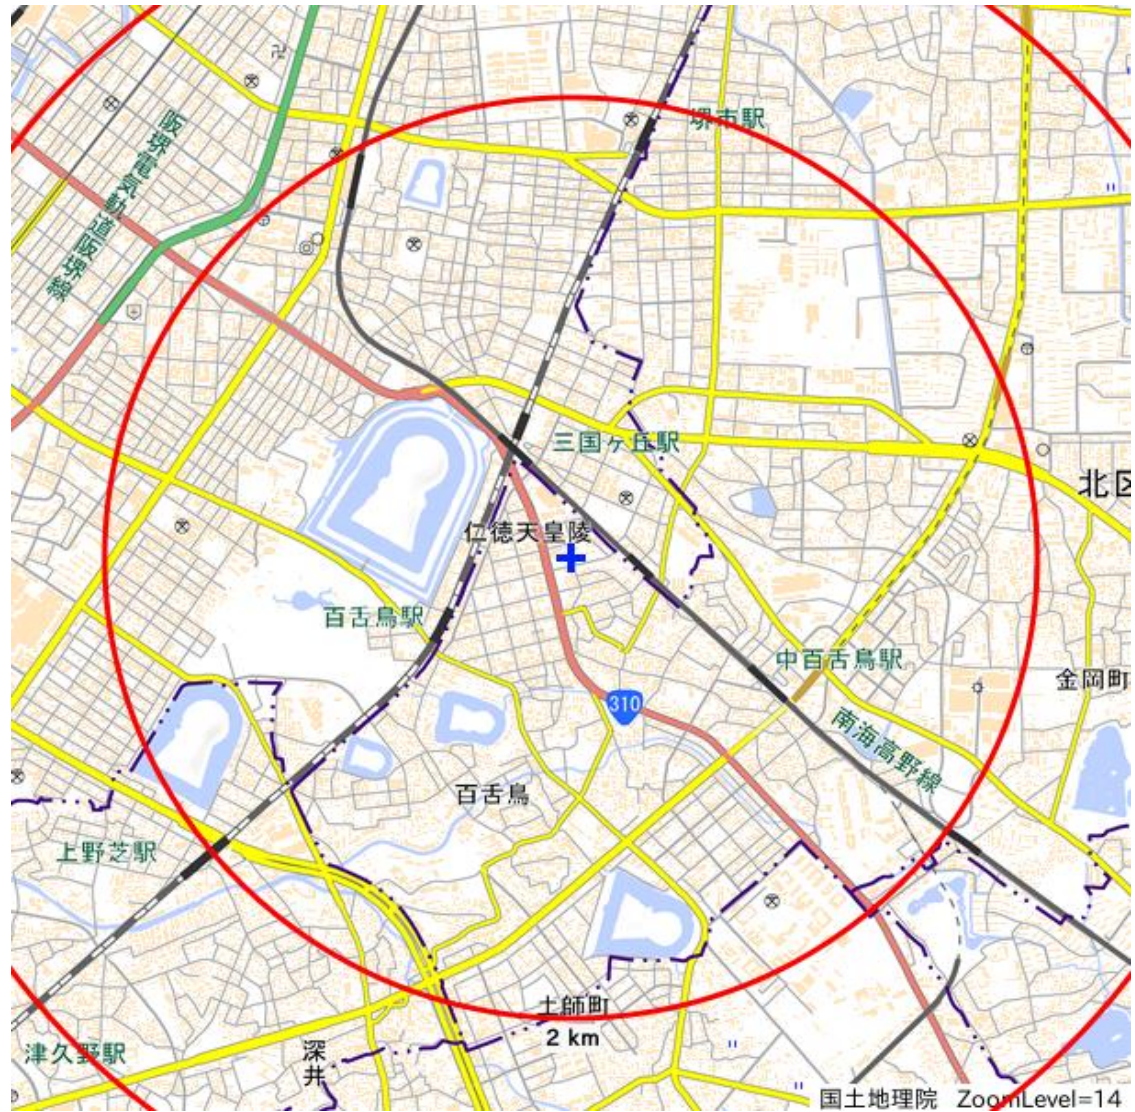 堺市駅
阪堺電気軌道阪堺線
三国ヶ丘駅
北区
仁徳天皇陵
百舌鳥駅
中百舌鳥駅
金岡町
310
南海高野線
百舌鳥
上野芝駅
土師町
2 km
津久野駅
深井
国土地理院 ZoomLevel=14